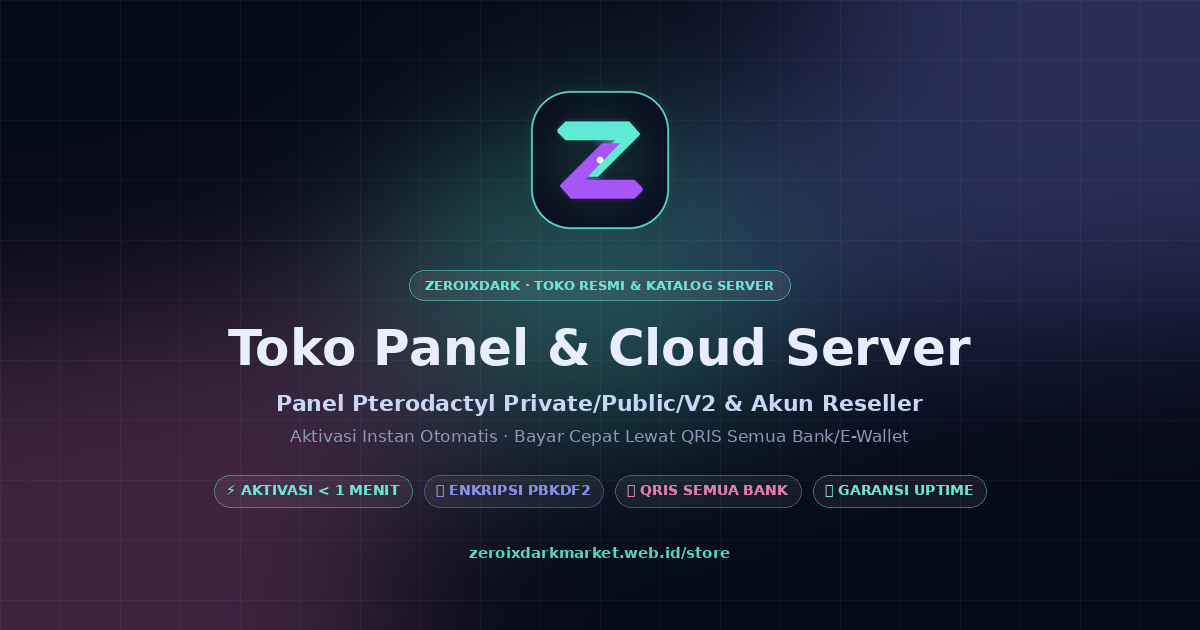 ZEROIXDARK · TOKO RESMI & KATALOG SERVER
Toko Panel & Cloud Server
Panel Pterodactyl Private/Public/V2 & Akun Reseller
Aktivasi Instan Otomatis · Bayar Cepat Lewat QRIS Semua Bank/E-Wallet
⚡ AKTIVASI < 1 MENIT
ENKRIPSI PBKDF2
QRIS SEMUA BANK
GARANSI UPTIME
zeroixdarkmarket.web.id/store